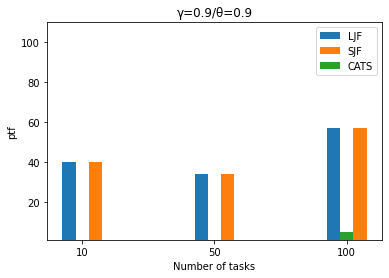 γ=0.9/θ=0.9
LJF
SJF
CATS
100
80
60
40
20
ptf
10 50 100
Number of tasks